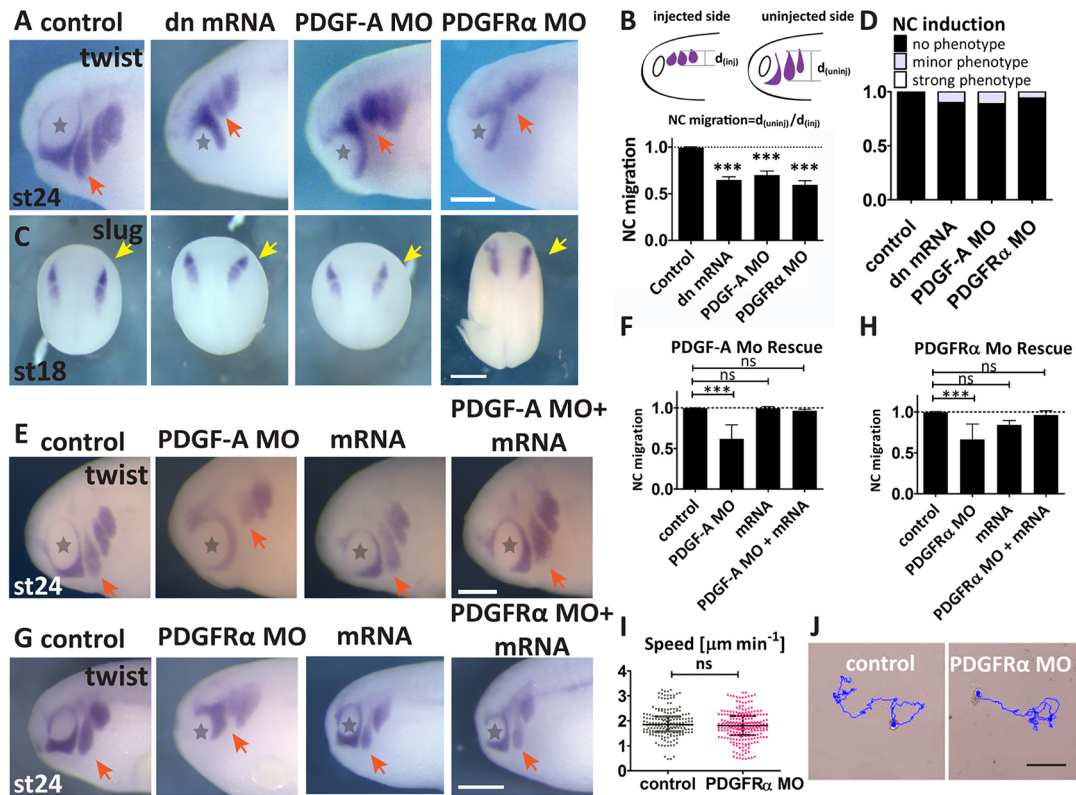 A control dn mRNA PDGF-A MO PDGFRα MO
twist
st24
C slug
st18
B injected side uninjected side
d(inj) d(uninj)
NC migration=d(uninj)/d(inj)
NC migration
1.0
0.5
0.0
*** *** ***
Control
dn mRNA
PDGF-A MO
PDGFRα MO
D NC induction
no phenotype
minor phenotype
strong phenotype
1.0
0.5
0.0
control
dn mRNA
PDGF-A MO
PDGFRα MO
E control PDGF-A MO mRNA PDGF-A MO+
mRNA
twist
st24
F PDGF-A Mo Rescue
ns
ns
***
NC migration
1.0
0.5
0.0
control
PDGF-A MO
mRNA
PDGF-A MO + mRNA
H PDGFRα Mo Rescue
ns
ns
***
NC migration
1.0
0.5
0.0
control
PDGFRα MO
mRNA
PDGFRα MO + mRNA
G control PDGFRα MO mRNA PDGFRα MO+
mRNA
twist
st24
I Speed [µm min-1]
ns
4
3
2
1
0
control PDGFRα MO
J control PDGFRα MO